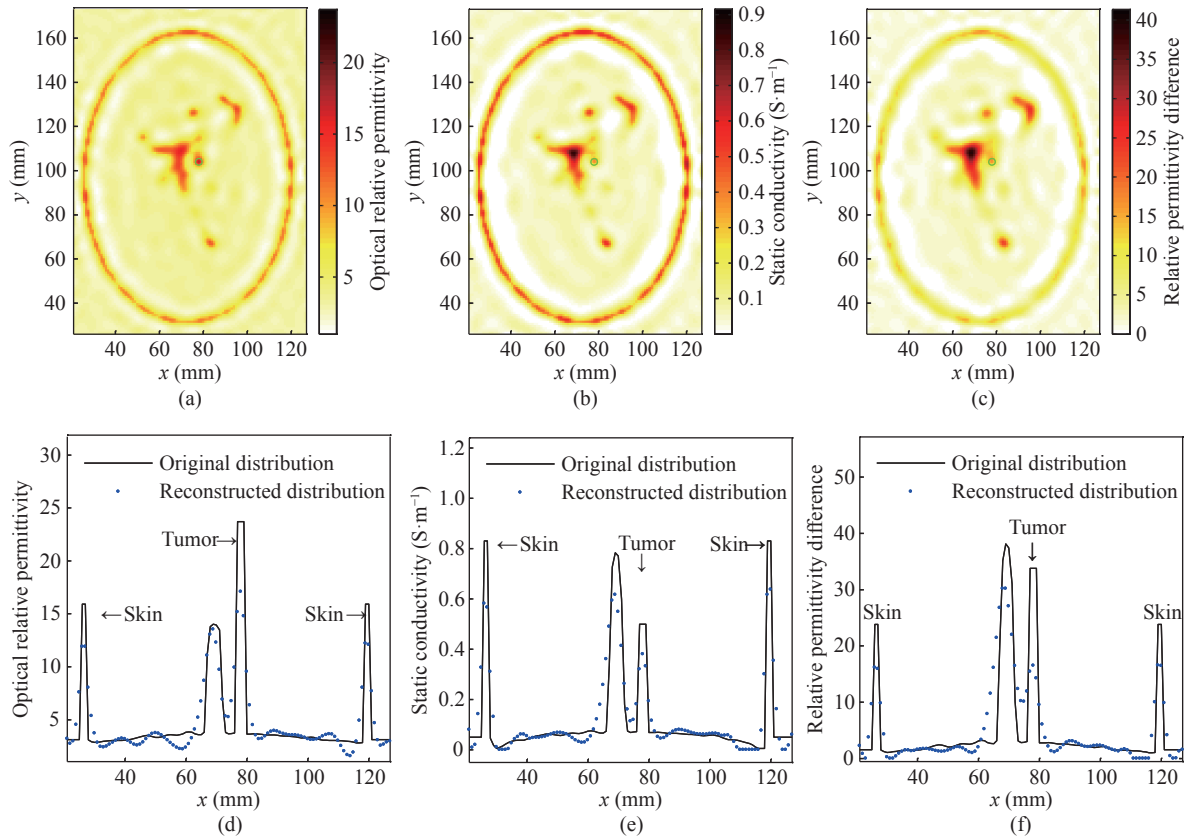 160
140
120
100
80
60
40
y (mm)
40 60 80 100 120
x (mm)
(a)
20
15
10
5
Optical relative permittivity
160
140
120
100
80
60
40
y (mm)
40 60 80 100 120
x (mm)
(b)
0.9
0.8
0.7
0.6
0.5
0.4
0.3
0.2
0.1
Static conductivity (S·m⁻¹)
160
140
120
100
80
60
40
y (mm)
40 60 80 100 120
x (mm)
(c)
40
35
30
25
20
15
10
5
0
Relative permittivity difference
30
25
20
15
10
5
Optical relative permittivity
Original distribution
Reconstructed distribution
Tumor→
←Skin
Skin→
40 60 80 100 120
x (mm)
(d)
1.2
1.0
0.8
0.6
0.4
0.2
0
Static conductivity (S·m⁻¹)
Original distribution
Reconstructed distribution
←Skin
Tumor
↓
Skin→
40 60 80 100 120
x (mm)
(e)
50
40
30
20
10
0
Relative permittivity difference
Original distribution
Reconstructed distribution
Tumor
↓
Skin
Skin
40 60 80 100 120
x (mm)
(f)